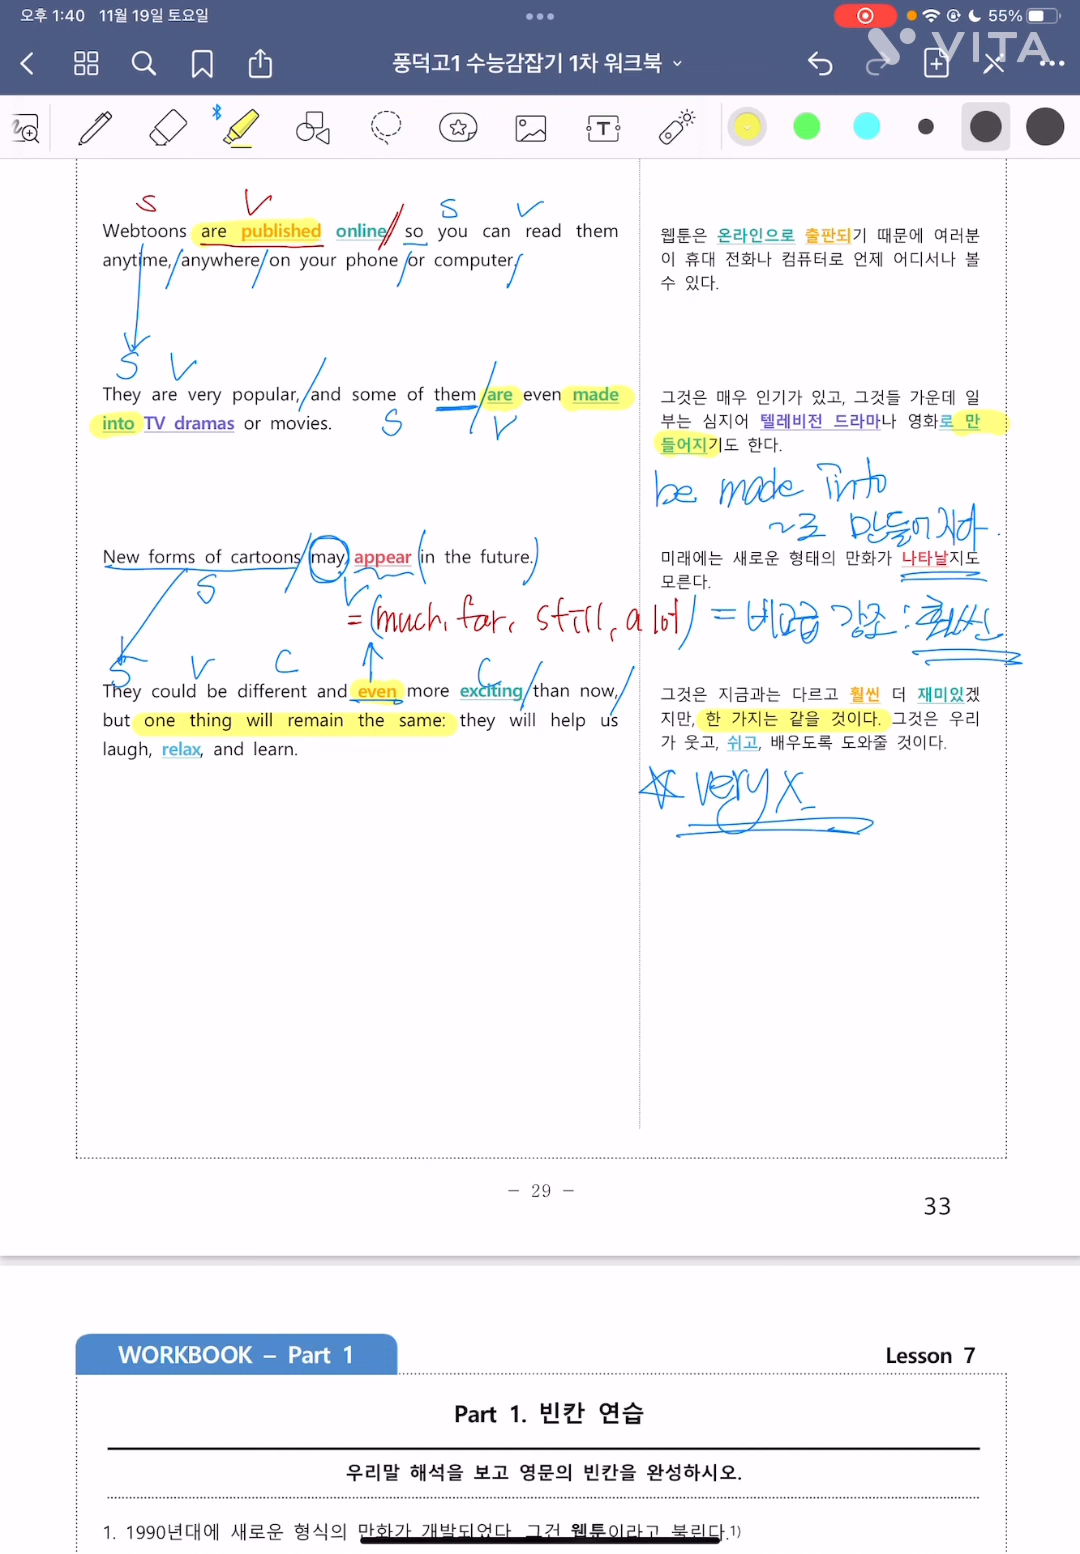 오후 1:40 11월 19일 토요일
55%
풍덕고1 수능감잡기 1차 워크북
VITA
S V S V
Webtoons are published online so you can read them
anytime, anywhere on your phone or computer.
웹툰은 온라인으로 출판되기 때문에 여러분
이 휴대 전화나 컴퓨터로 언제 어디서나 볼
수 있다.
S V
They are very popular, and some of them are even made
into TV dramas or movies.
S V
그것은 매우 인기가 있고, 그것들 가운데 일
부는 심지어 텔레비전 드라마나 영화로 만
들어지기도 한다.
be made into
~로 만들어지다.
New forms of cartoons may appear (in the future.)
S V
미래에는 새로운 형태의 만화가 나타날지도
모른다.
= (much, far, still, a lot) = 비교급 강조 : 훨씬
S V C C
They could be different and even more exciting than now,
but one thing will remain the same: they will help us
laugh, relax, and learn.
그것은 지금과는 다르고 훨씬 더 재미있겠
지만, 한 가지는 같을 것이다. 그것은 우리
가 웃고, 쉬고, 배우도록 도와줄 것이다.
☆ very X
- 29 -
33
WORKBOOK – Part 1
Lesson 7
Part 1. 빈칸 연습
우리말 해석을 보고 영문의 빈칸을 완성하시오.
1. 1990년대에 새로운 형식의 만화가 개발되었다. 그건 웹툰이라고 불린다.1)